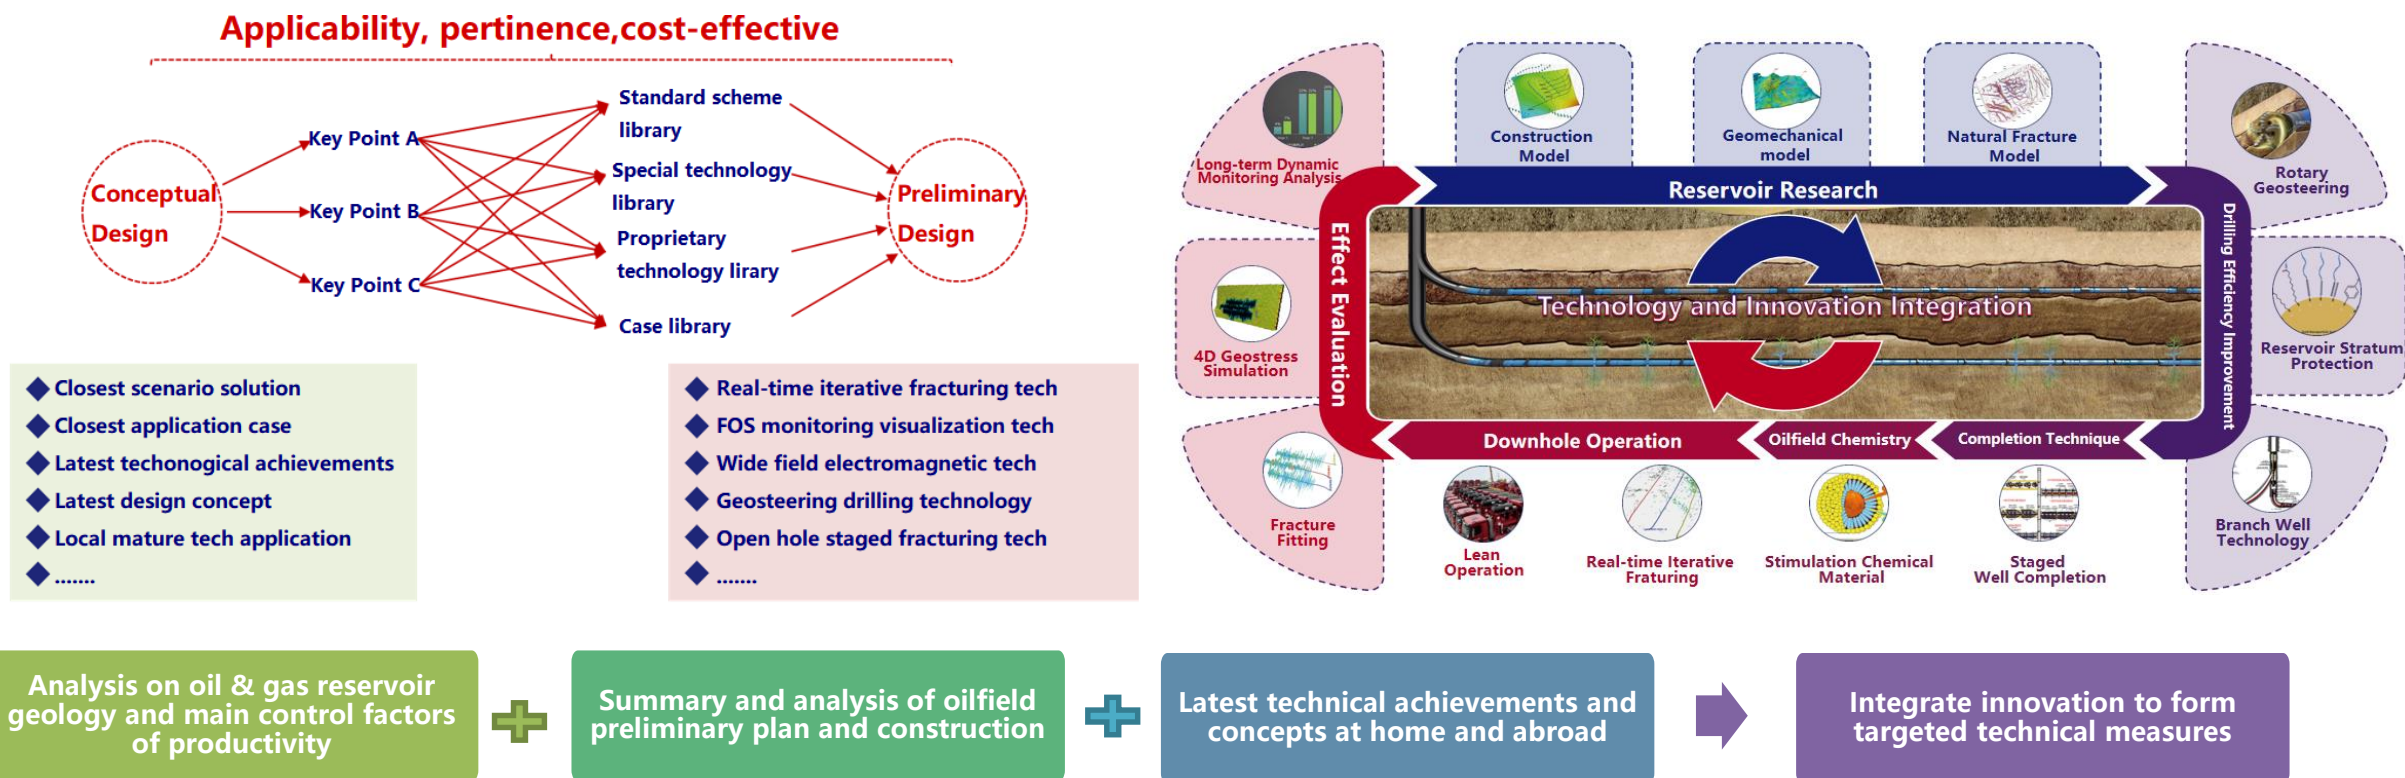 Applicability, pertinence,cost-effective
Conceptual
Design
Key Point A
Key Point B
Key Point C
Standard scheme
library
Special technology
library
Proprietary
technology lirary
Case library
Preliminary
Design
Closest scenario solution
Closest application case
Latest techonogical achievements
Latest design concept
Local mature tech application
.......
Real-time iterative fracturing tech
FOS monitoring visualization tech
Wide field electromagnetic tech
Geosteering drilling technology
Open hole staged fracturing tech
.......
Long-term Dynamic
Monitoring Analysis
4D Geostress
Simulation
Fracture
Fitting
Effect Evaluation
Construction
Model
Geomechanical
model
Natural Fracture
Model
Reservoir Research
Technology and Innovation Integration
Drilling Efficiency Improvement
Rotary
Geosteering
Reservoir Stratum
Protection
Branch Well
Technology
Downhole Operation
Oilfield Chemistry
Completion Technique
Lean
Operation
Real-time Iterative
Fraturing
Stimulation Chemical
Material
Staged
Well Completion
Analysis on oil & gas reservoir
geology and main control factors
of productivity
Summary and analysis of oilfield
preliminary plan and construction
Latest technical achievements and
concepts at home and abroad
Integrate innovation to form
targeted technical measures